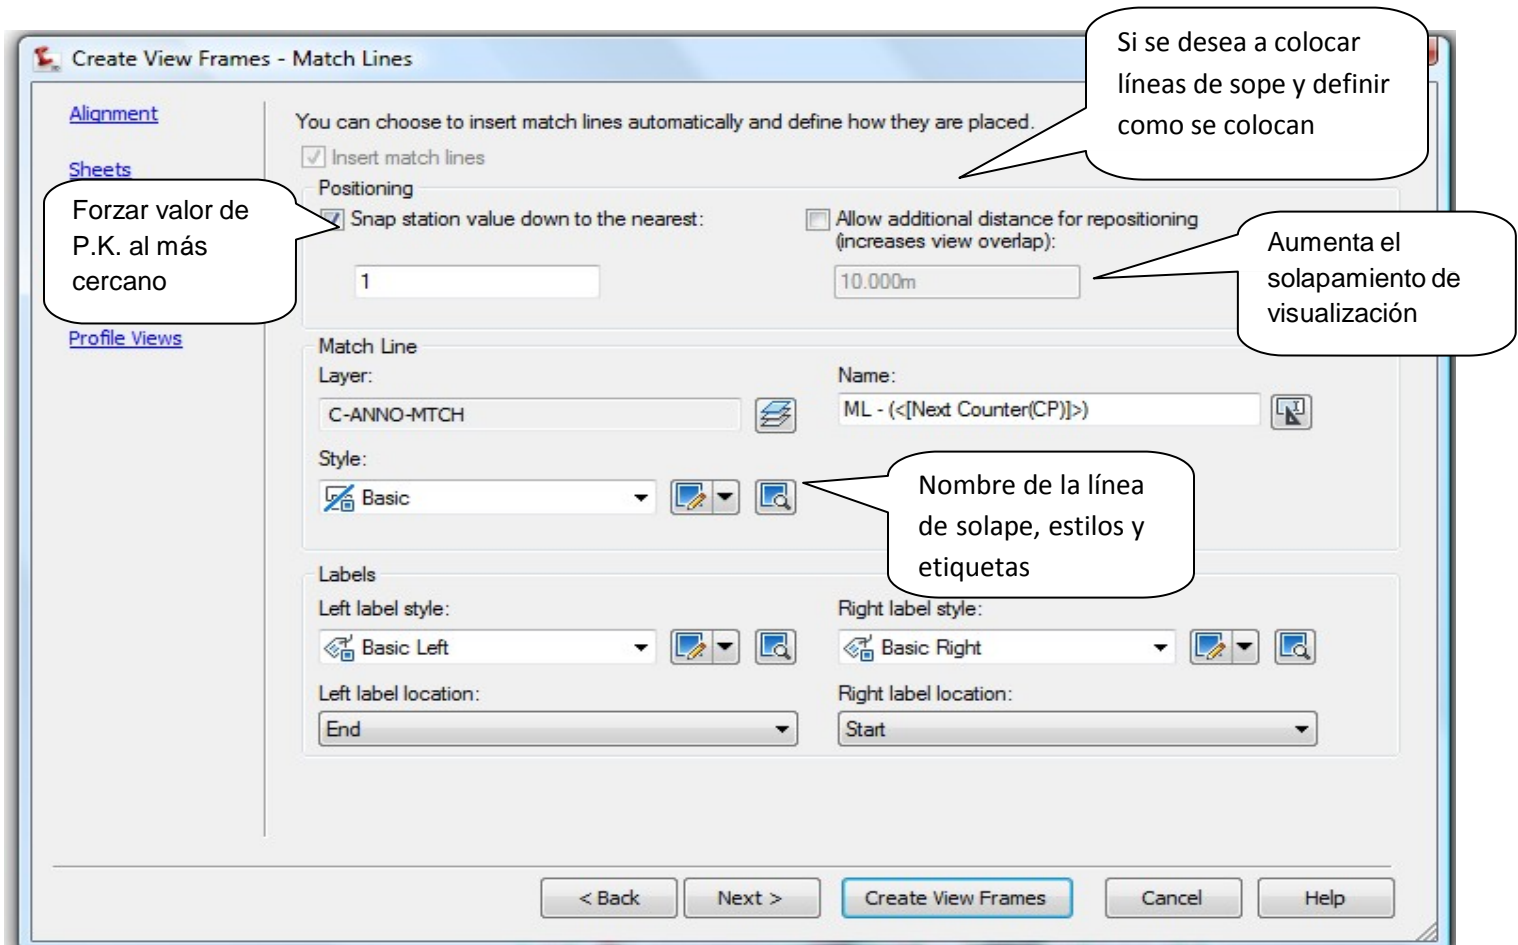 Create View Frames - Match Lines
Si se desea a colocar
líneas de sope y definir
como se colocan
Alignment
Sheets
Profile Views
You can choose to insert match lines automatically and define how they are placed.
Insert match lines
Positioning
Forzar valor de
P.K. al más
cercano
Snap station value down to the nearest:
1
Allow additional distance for repositioning
(increases view overlap):
10.000m
Aumenta el
solapamiento de
visualización
Match Line
Layer:
C-ANNO-MTCH
Name:
ML - (<[Next Counter(CP)]>)
Style:
Basic
Nombre de la línea
de solape, estilos y
etiquetas
Labels
Left label style:
Basic Left
Right label style:
Basic Right
Left label location:
End
Right label location:
Start
< Back
Next >
Create View Frames
Cancel
Help